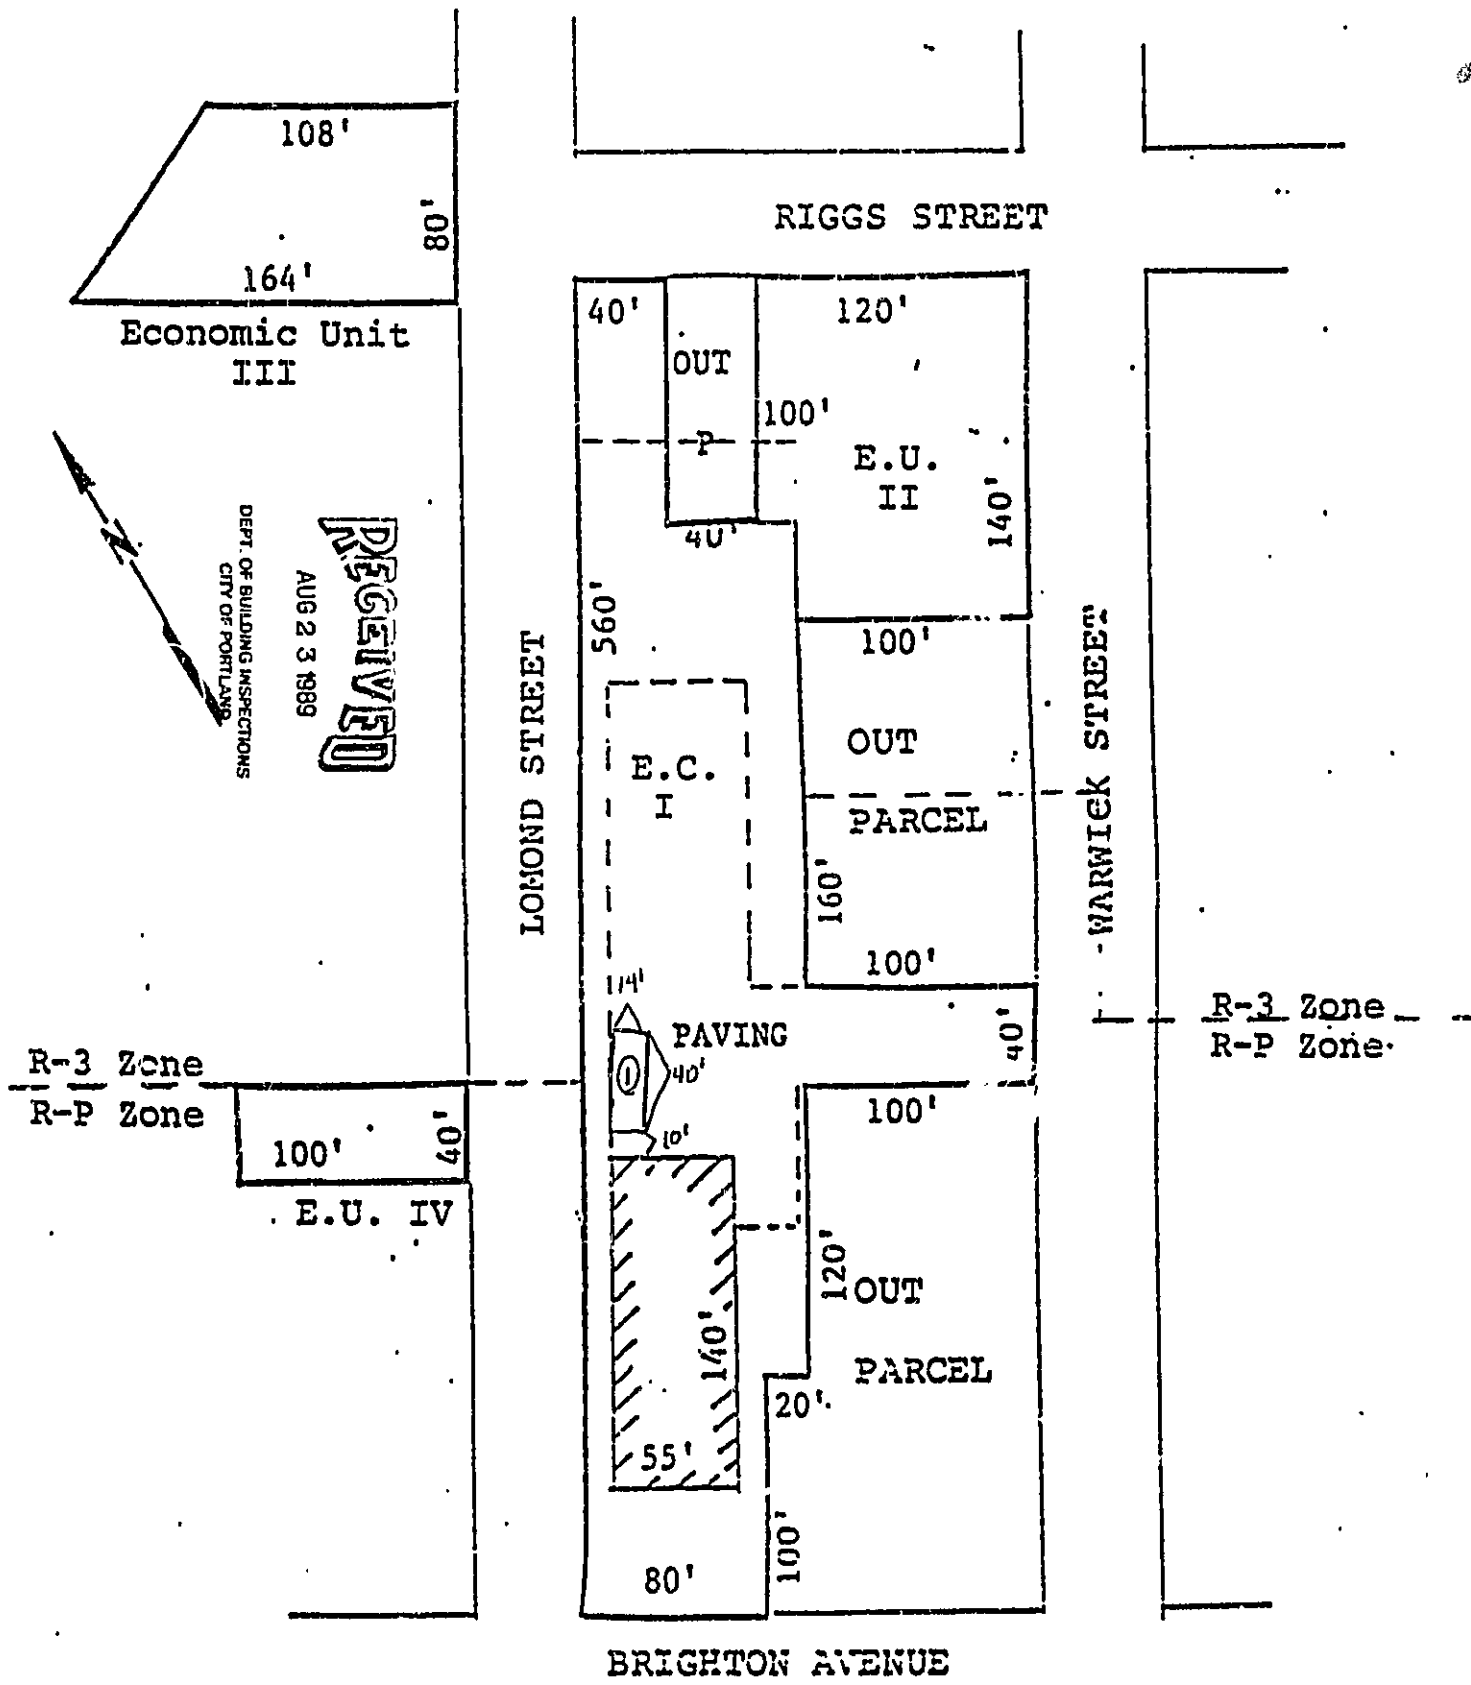 108'
80'
164'
Economic Unit
III
RIGGS STREET
40'
OUT
P
120'
100'
E.U.
II
140'
40'
560'
N
RECEIVED
AUG 23 1989
DEPT. OF BUILDING INSPECTIONS
CITY OF PORTLAND
LOMOND STREET
100'
OUT
PARCEL
E.C.
I
160'
100'
WARWICK STREET
14'
PAVING
40'
1
40'
10'
R-3 Zone
R-P Zone
R-3 Zone
R-P Zone
100'
40'
E.U. IV
100'
120'
OUT
PARCEL
140'
20'
55'
100'
80'
BRIGHTON AVENUE